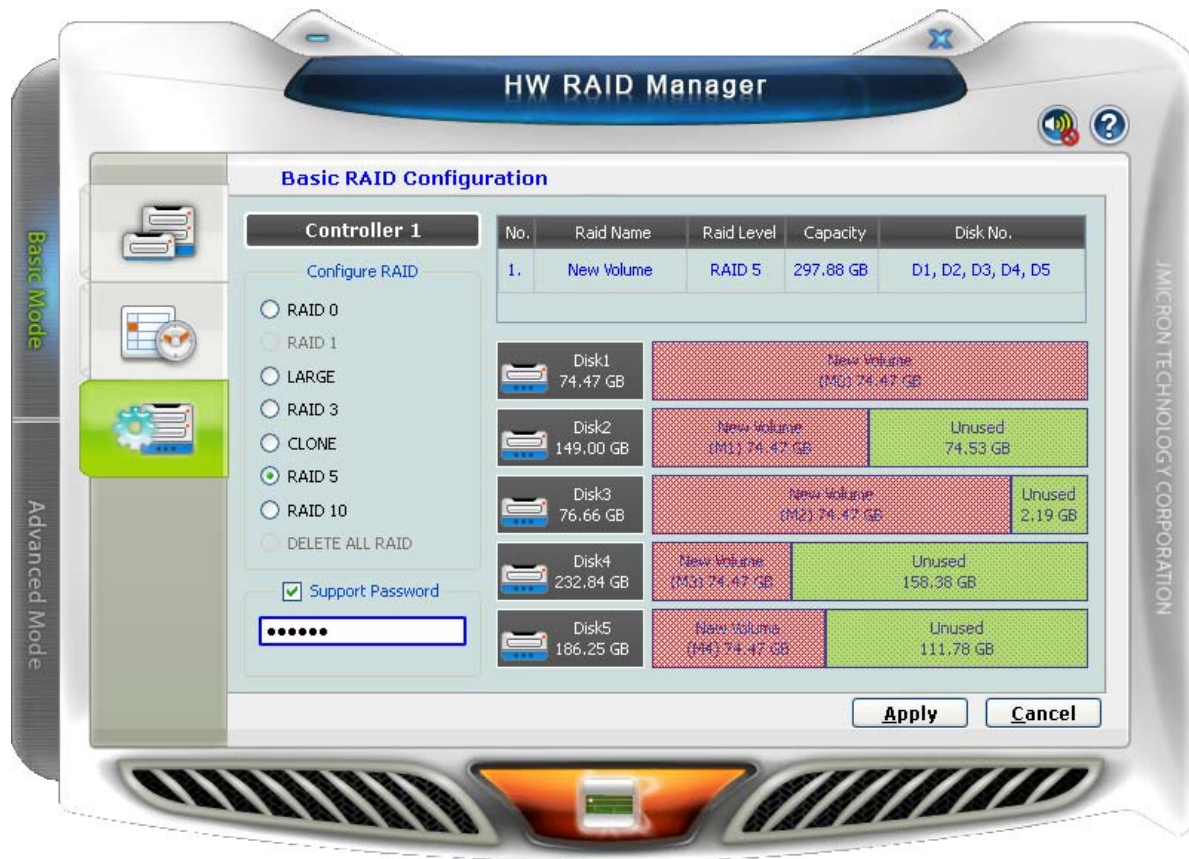 HW RAID Manager
Basic RAID Configuration
Basic Mode
Advanced Mode
Controller 1
Configure RAID
RAID 0
RAID 1
LARGE
RAID 3
CLONE
RAID 5
RAID 10
DELETE ALL RAID
Support Password
●●●●●●
No. Raid Name Raid Level Capacity Disk No.
1. New Volume RAID 5 297.88 GB D1, D2, D3, D4, D5
Disk1
74.47 GB
New Volume
(M0) 74.47 GB
Disk2
149.00 GB
New Volume
(M1) 74.47 GB
Unused
74.53 GB
Disk3
76.66 GB
New Volume
(M2) 74.47 GB
Unused
2.19 GB
Disk4
232.84 GB
New Volume
(M3) 74.47 GB
Unused
158.38 GB
Disk5
186.25 GB
New Volume
(M4) 74.47 GB
Unused
111.78 GB
Apply
Cancel
JMICRON TECHNOLOGY CORPORATION